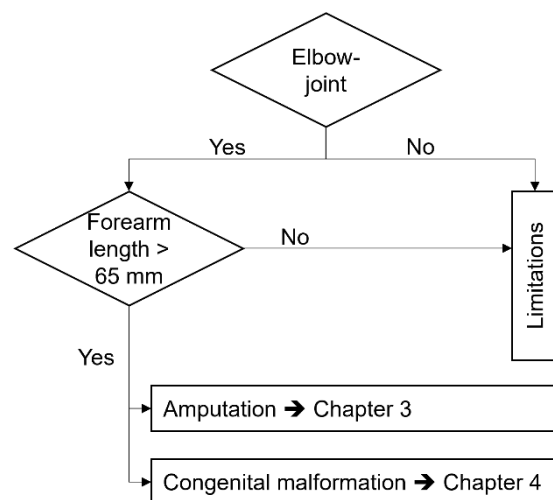 Elbow-
joint
Yes
No
Forearm
length >
65 mm
No
Limitations
Yes
Amputation ➔ Chapter 3
Congenital malformation ➔ Chapter 4